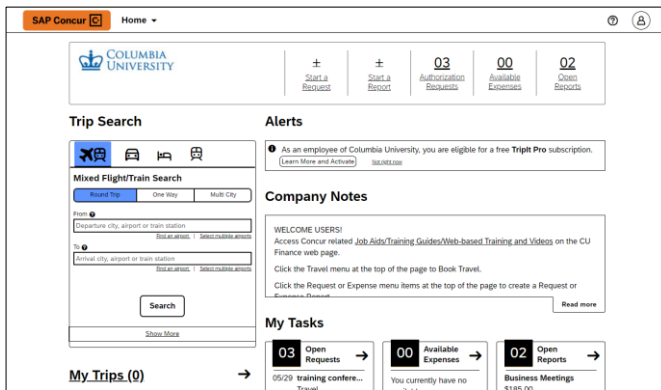 SAP Concur C Home
COLUMBIA
UNIVERSITY
+
Start a
Request
+
Start a
Report
03
Authorization
Requests
00
Available
Expenses
02
Open
Reports
Trip Search
Mixed Flight/Train Search
Round Trip One Way Multi City
From
Departure city, airport or train station
Find an airport | Select multiple airports
To
Arrival city, airport or train station
Find an airport | Select multiple airports
Search
Show More
My Trips (0) →
Alerts
As an employee of Columbia University, you are eligible for a free TripIt Pro subscription.
Learn More and Activate Not right now
Company Notes
WELCOME USERS!
Access Concur related Job Aids/Training Guides/Web-based Training and Videos on the CU
Finance web page.
Click the Travel menu at the top of the page to Book Travel.
Click the Request or Expense menu items at the top of the page to create a Request or
Expense Report
Read more
My Tasks
03 Open
Requests →
05/29 training confere...
Travel
00 Available
Expenses →
You currently have no
02 Open
Reports →
Business Meetings
$185.00